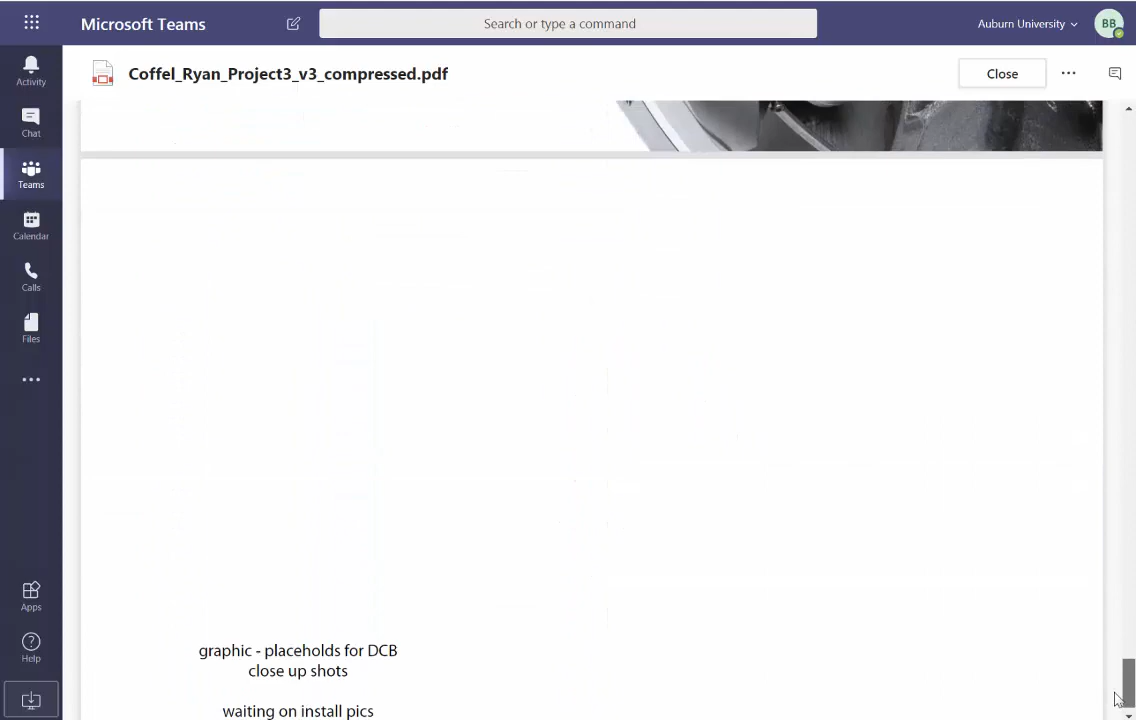 Microsoft Teams
Search or type a command
Auburn University
BB
Activity
Chat
Teams
Calendar
Calls
Files
Apps
Help
Coffel_Ryan_Project3_v3_compressed.pdf
Close
graphic - placeholds for DCB
close up shots
waiting on install pics